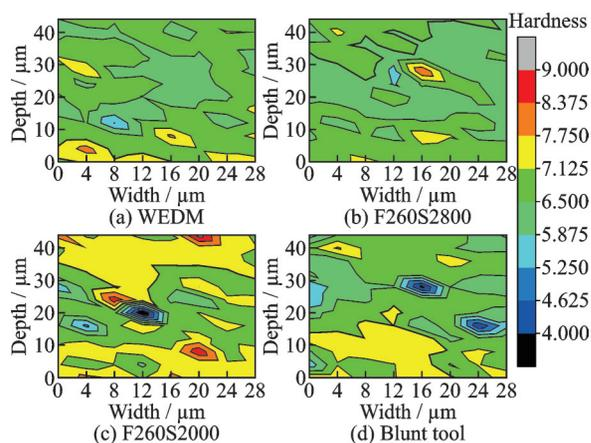 Hardness
9.000
8.375
7.750
7.125
6.500
5.875
5.250
4.625
4.000
Depth / µm
40
30
20
10
0
0 4 8 12 16 20 24 28
Width / µm
(a) WEDM
Depth / µm
40
30
20
10
0
0 4 8 12 16 20 24 28
Width / µm
(b) F260S2800
Depth / µm
40
30
20
10
0
0 4 8 12 16 20 24 28
Width / µm
(c) F260S2000
Depth / µm
40
30
20
10
0
0 4 8 12 16 20 24 28
Width / µm
(d) Blunt tool